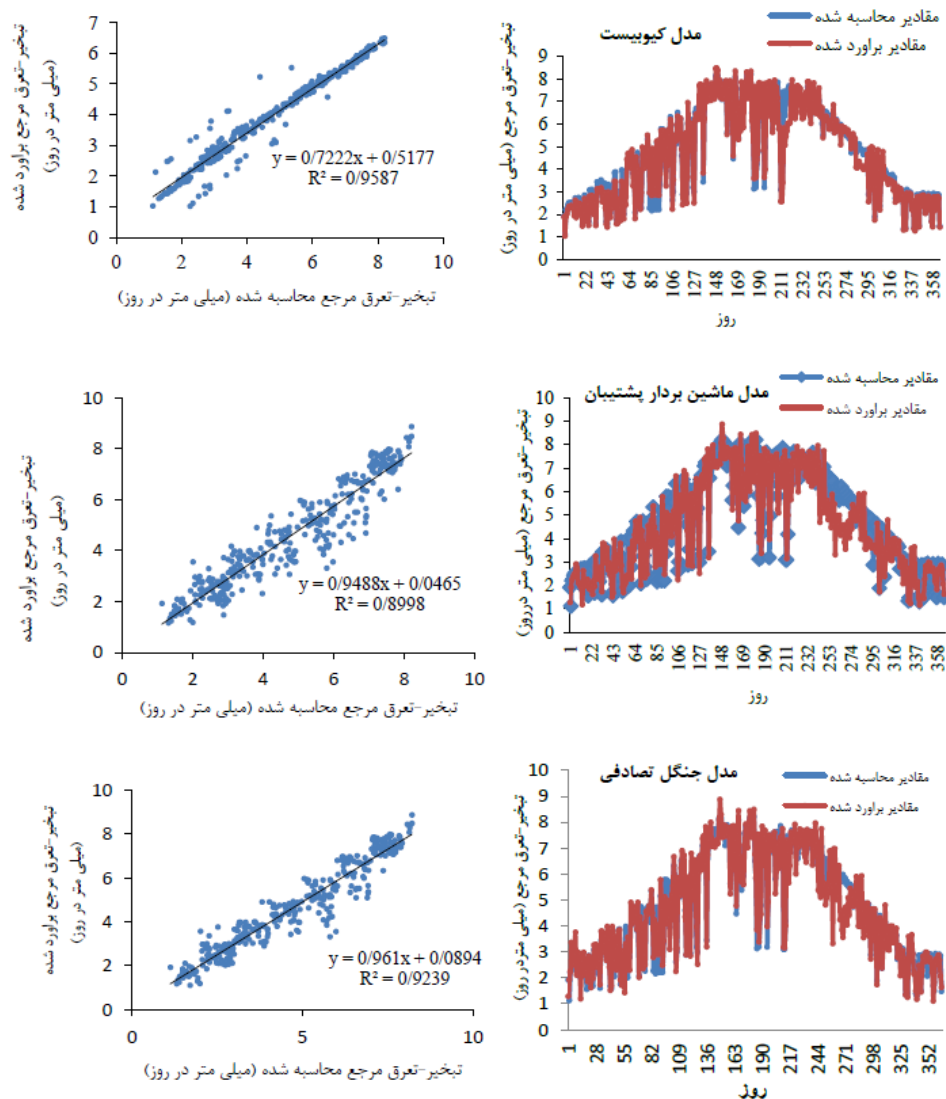 مدل کیوبیست
مقادیر محاسبه شده
مقادیر براورد شده
تبخیر-تعرق مرجع (میلی متر در روز)
9
8
7
6
5
4
3
2
1
0
1 22 43 64 85 106 127 148 169 190 211 232 253 274 295 316 337 358
روز
تبخیر-تعرق مرجع براورد شده
(میلی متر در روز)
7
6
5
4
3
2
1
0
y = 0/7222x + 0/5177
R² = 0/9587
0 2 4 6 8 10
تبخیر-تعرق مرجع محاسبه شده (میلی متر در روز)
مدل ماشین بردار پشتیبان
مقادیر محاسبه شده
مقادیر براورد شده
تبخیر-تعرق مرجع (میلی متر درروز)
10
9
8
7
6
5
4
3
2
1
0
1 22 43 64 85 106 127 148 169 190 211 232 253 274 295 316 337 358
روز
تبخیر-تعرق مرجع براورد شده
(میلی متر در روز)
10
8
6
4
2
0
y = 0/9488x + 0/0465
R² = 0/8998
0 2 4 6 8 10
تبخیر-تعرق مرجع محاسبه شده (میلی متر در روز)
مدل جنگل تصادفی
مقادیر محاسبه شده
مقادیر براورد شده
تبخیر-تعرق مرجع (میلی متردر روز)
10
9
8
7
6
5
4
3
2
1
0
1 28 55 82 109 136 163 190 217 244 271 298 325 352
روز
تبخیر-تعرق مرجع براورد شده
(میلی متر در روز)
10
8
6
4
2
0
y = 0/961x + 0/0894
R² = 0/9239
0 5 10
تبخیر-تعرق مرجع محاسبه شده (میلی متر در روز)